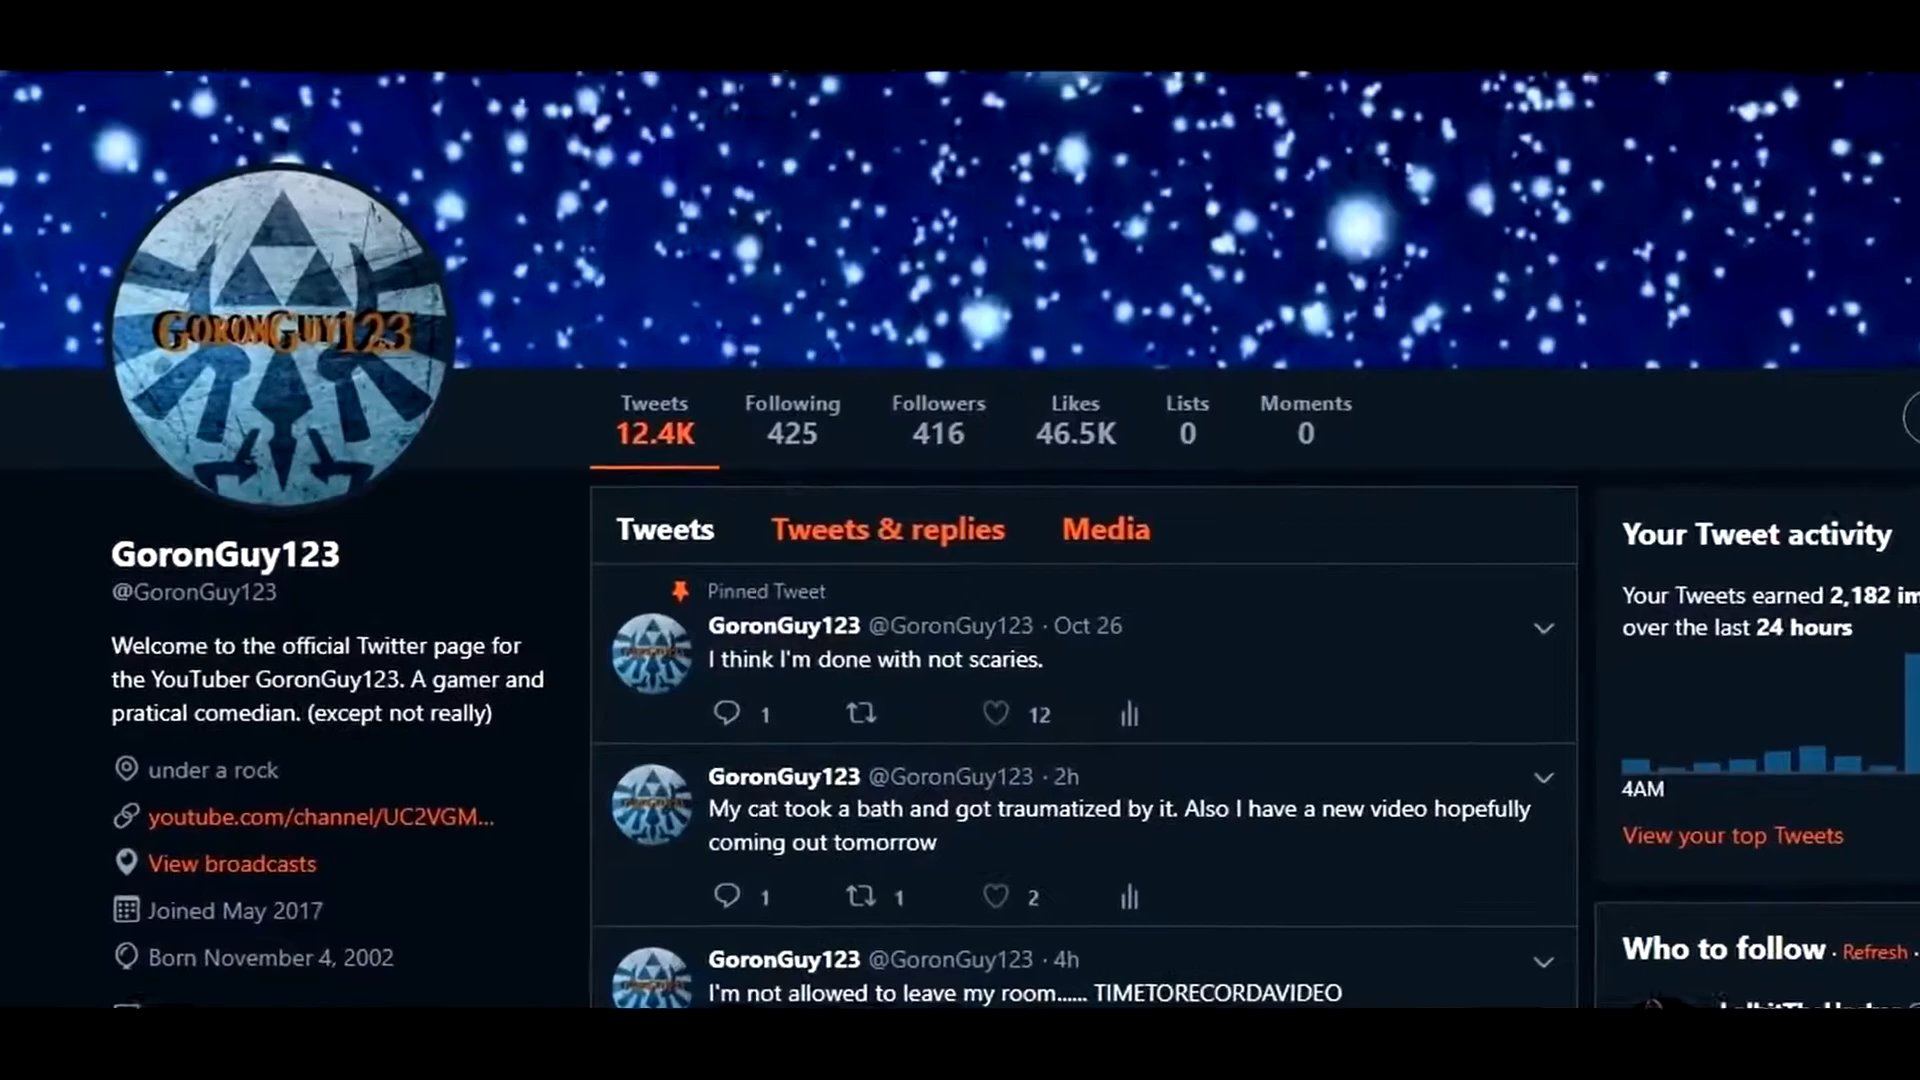 GORONGUY123
Tweets
12.4K
Following
425
Followers
416
Likes
46.5K
Lists
0
Moments
0
GoronGuy123
@GoronGuy123
Welcome to the official Twitter page for
the YouTuber GoronGuy123. A gamer and
pratical comedian. (except not really)
under a rock
youtube.com/channel/UC2VGM...
View broadcasts
Joined May 2017
Born November 4, 2002
Tweets Tweets & replies Media
Pinned Tweet
GoronGuy123 @GoronGuy123 · Oct 26
I think I'm done with not scaries.
1 12
GoronGuy123 @GoronGuy123 · 2h
My cat took a bath and got traumatized by it. Also I have a new video hopefully
coming out tomorrow
1 1 2
GoronGuy123 @GoronGuy123 · 4h
I'm not allowed to leave my room...... TIMETORECORDAVIDEO
Your Tweet activity
Your Tweets earned 2,182 im
over the last 24 hours
4AM
View your top Tweets
Who to follow · Refresh ·